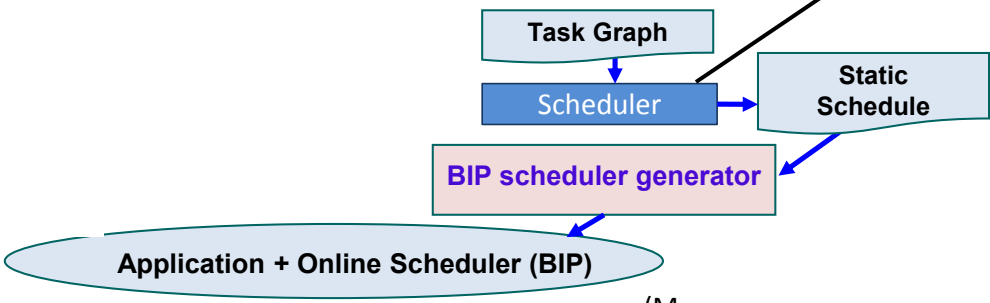 Task Graph
Scheduler
Static
Schedule
BIP scheduler generator
Application + Online Scheduler (BIP)